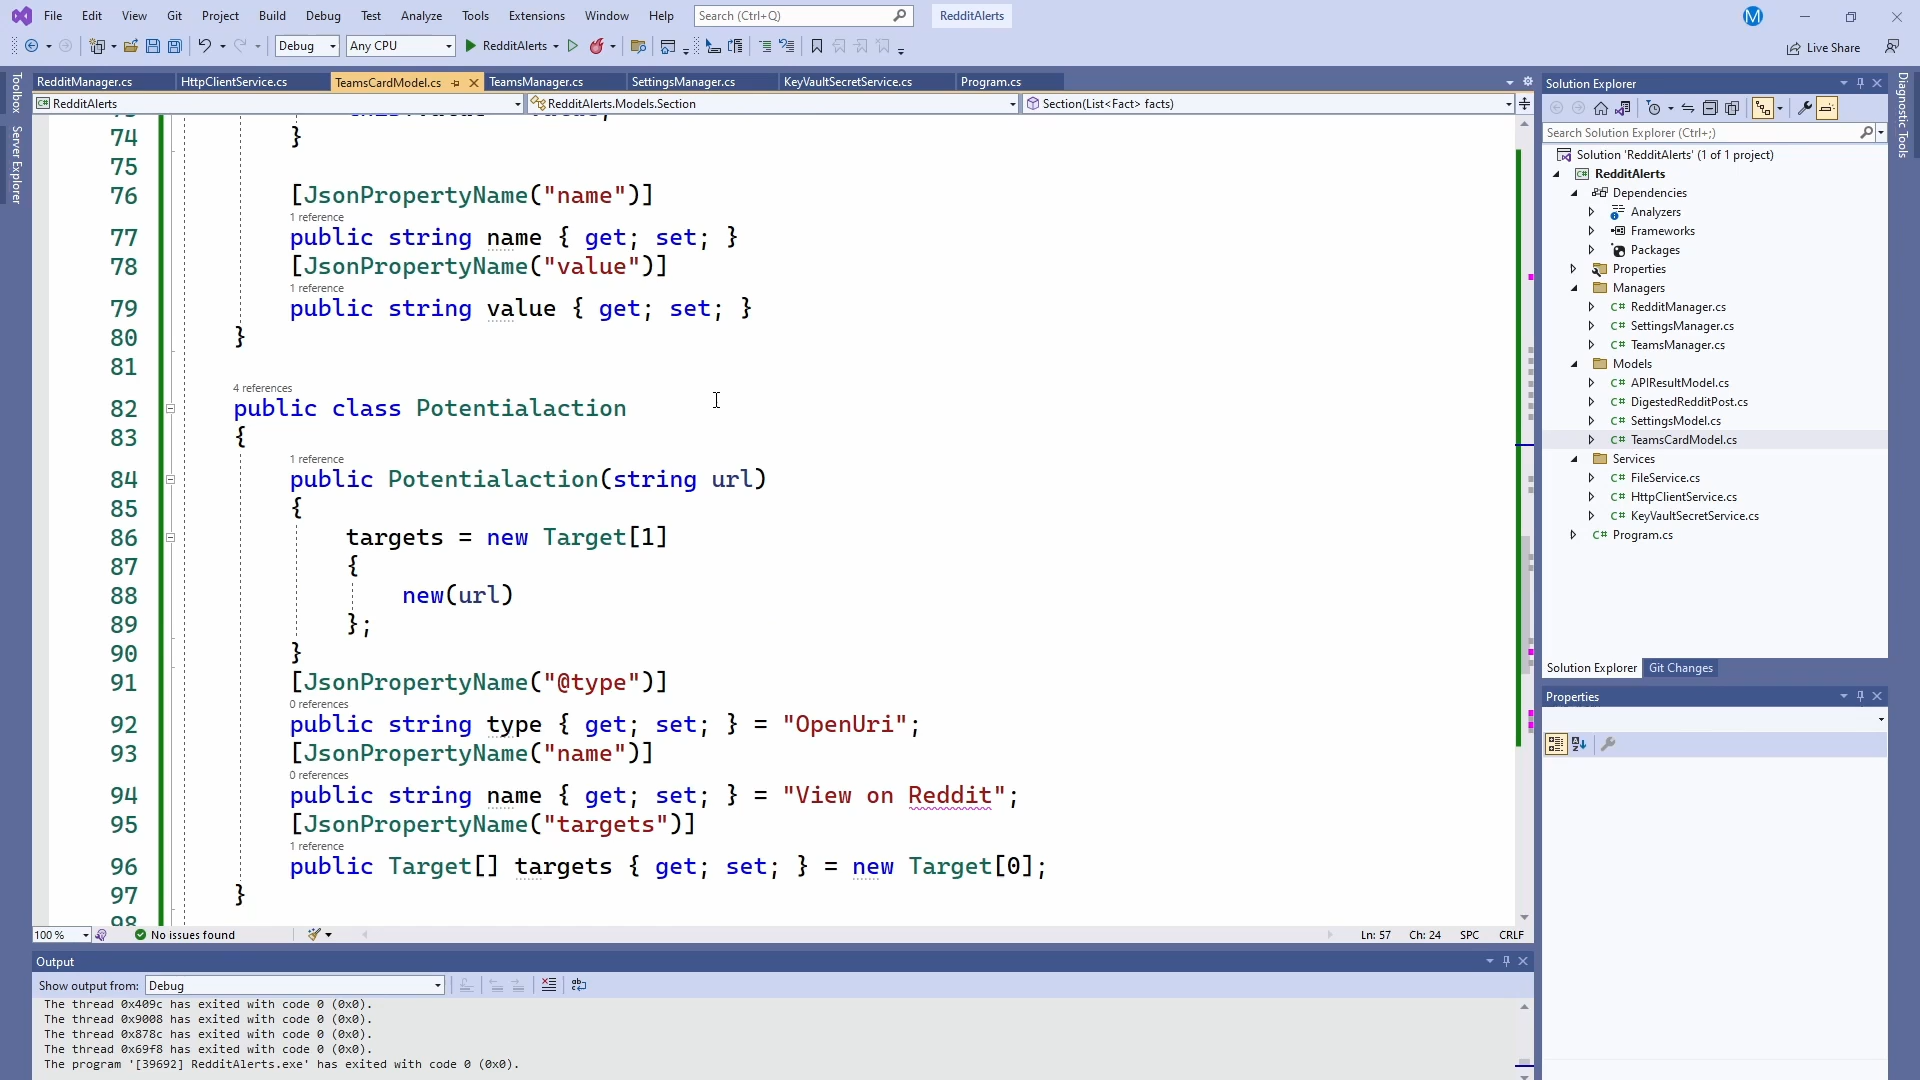 File Edit View Git Project Build Debug Test Analyze Tools Extensions Window Help Search (Ctrl+Q) RedditAlerts M
Debug Any CPU RedditAlerts Live Share
Toolbox
Server Explorer
RedditManager.cs HttpClientService.cs TeamsCardModel.cs TeamsManager.cs SettingsManager.cs KeyVaultSecretService.cs Program.cs
RedditAlerts RedditAlerts.Models.Section Section(List<Fact> facts)
74 }
75
76 [JsonPropertyName("name")]
1 reference
77 public string name { get; set; }
78 [JsonPropertyName("value")]
1 reference
79 public string value { get; set; }
80 }
81
4 references
82 public class Potentialaction
83 {
1 reference
84 public Potentialaction(string url)
85 {
86 targets = new Target[1]
87 {
88 new(url)
89 };
90 }
91 [JsonPropertyName("@type")]
0 references
92 public string type { get; set; } = "OpenUri";
93 [JsonPropertyName("name")]
0 references
94 public string name { get; set; } = "View on Reddit";
95 [JsonPropertyName("targets")]
1 reference
96 public Target[] targets { get; set; } = new Target[0];
97 }
98
100 % No issues found Ln: 57 Ch: 24 SPC CRLF
Output
Show output from: Debug
The thread 0x409c has exited with code 0 (0x0).
The thread 0x9008 has exited with code 0 (0x0).
The thread 0x878c has exited with code 0 (0x0).
The thread 0x69f8 has exited with code 0 (0x0).
The program '[39692] RedditAlerts.exe' has exited with code 0 (0x0).
Solution Explorer
Search Solution Explorer (Ctrl+;)
Solution 'RedditAlerts' (1 of 1 project)
C# RedditAlerts
Dependencies
Analyzers
Frameworks
Packages
Properties
Managers
C# RedditManager.cs
C# SettingsManager.cs
C# TeamsManager.cs
Models
C# APIResultModel.cs
C# DigestedRedditPost.cs
C# SettingsModel.cs
C# TeamsCardModel.cs
Services
C# FileService.cs
C# HttpClientService.cs
C# KeyVaultSecretService.cs
C# Program.cs
Solution Explorer Git Changes
Properties
Diagnostic Tools